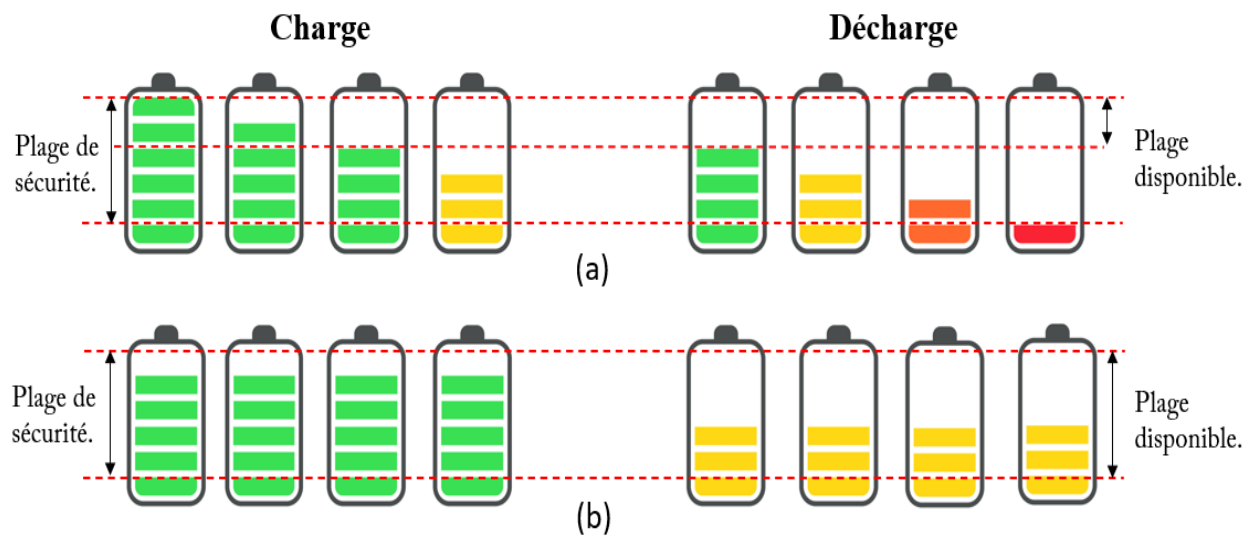 Charge
Décharge
Plage de
sécurité.
Plage
disponible.
(a)
Plage de
sécurité.
Plage
disponible.
(b)